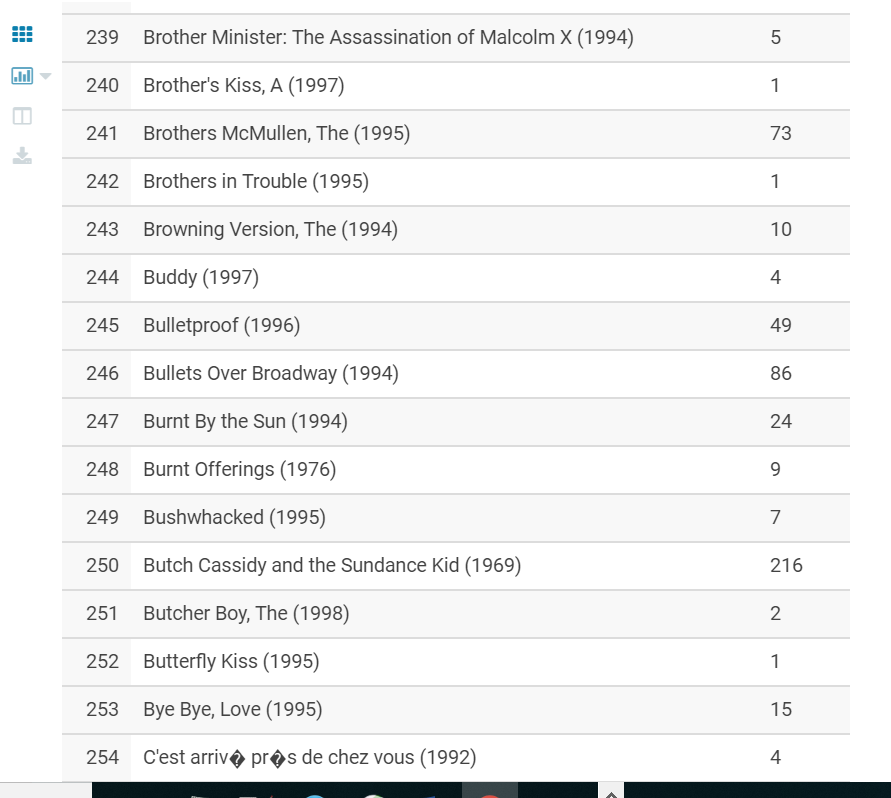 239 Brother Minister: The Assassination of Malcolm X (1994) 5
240 Brother's Kiss, A (1997) 1
241 Brothers McMullen, The (1995) 73
242 Brothers in Trouble (1995) 1
243 Browning Version, The (1994) 10
244 Buddy (1997) 4
245 Bulletproof (1996) 49
246 Bullets Over Broadway (1994) 86
247 Burnt By the Sun (1994) 24
248 Burnt Offerings (1976) 9
249 Bushwhacked (1995) 7
250 Butch Cassidy and the Sundance Kid (1969) 216
251 Butcher Boy, The (1998) 2
252 Butterfly Kiss (1995) 1
253 Bye Bye, Love (1995) 15
254 C'est arriv� pr�s de chez vous (1992) 4